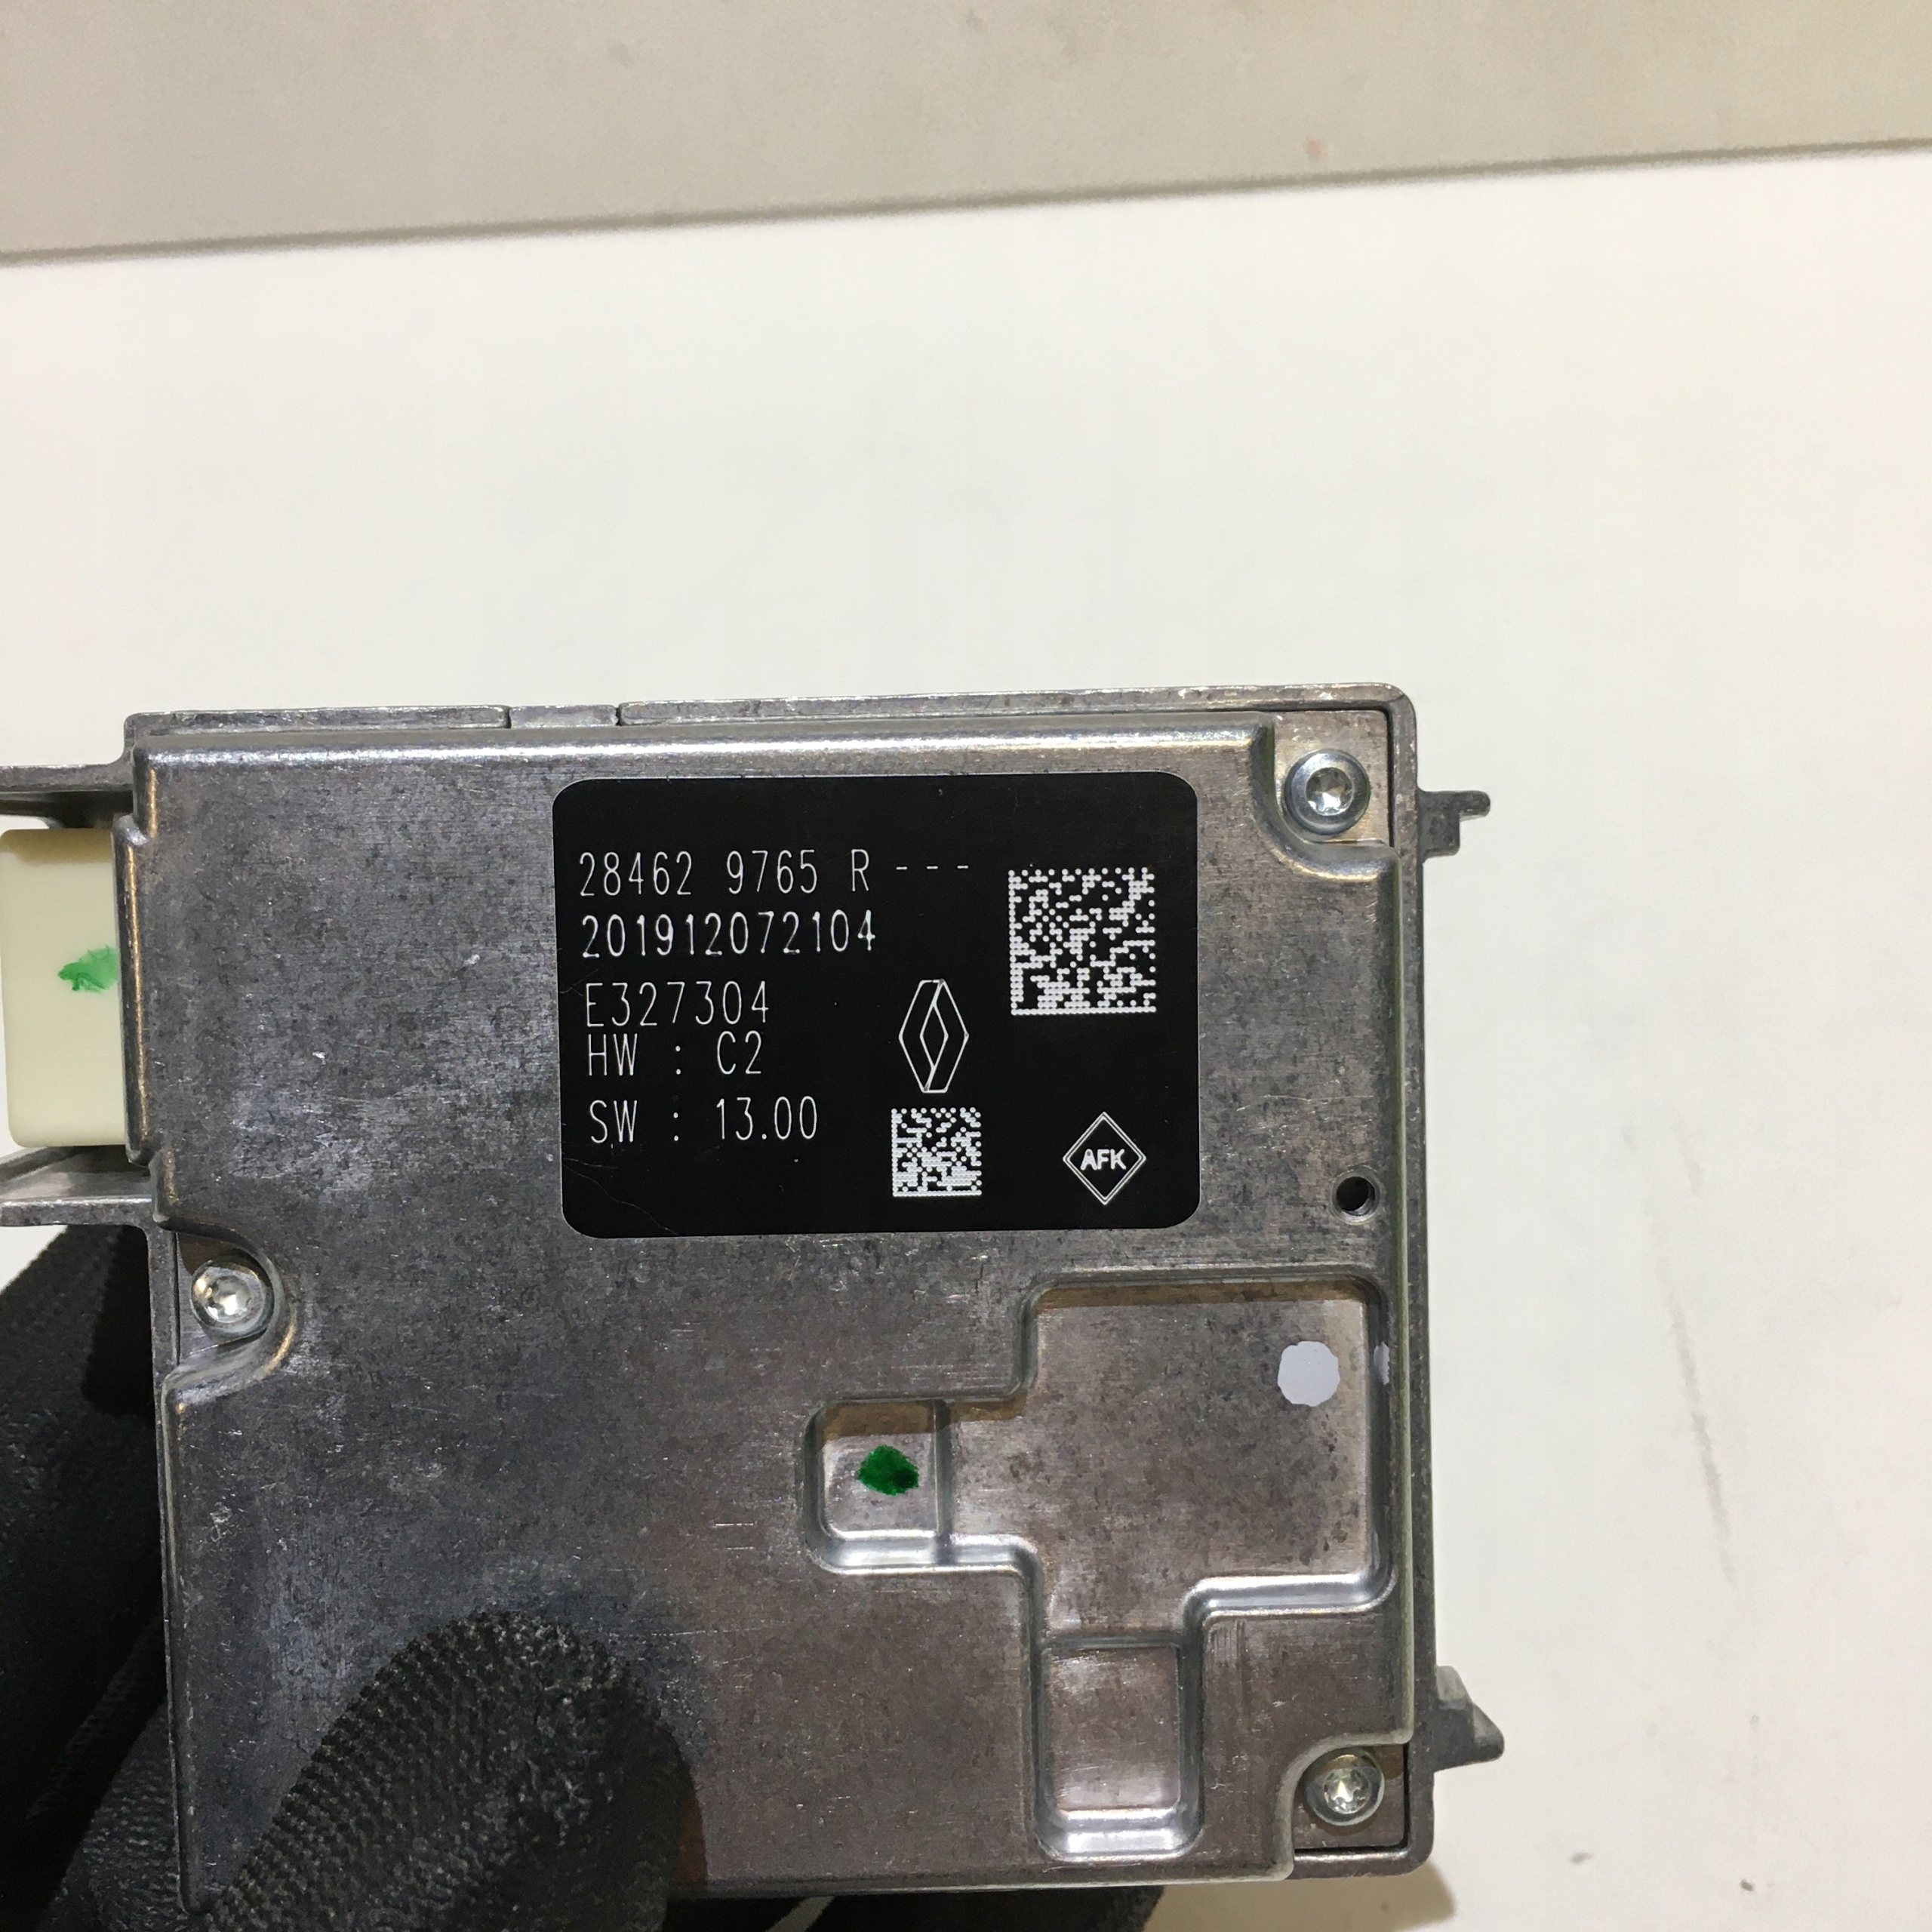 28462 9765 R - - -
201912072104
E327304
HW : C2
SW : 13.00
AFK